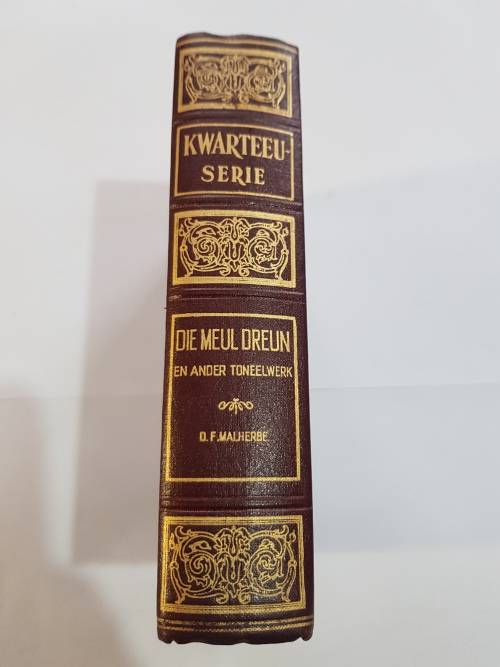 KWARTEEU-
SERIE
DIE MEUL DREUN
EN ANDER TONEELWERK
D. F. MALHERBE